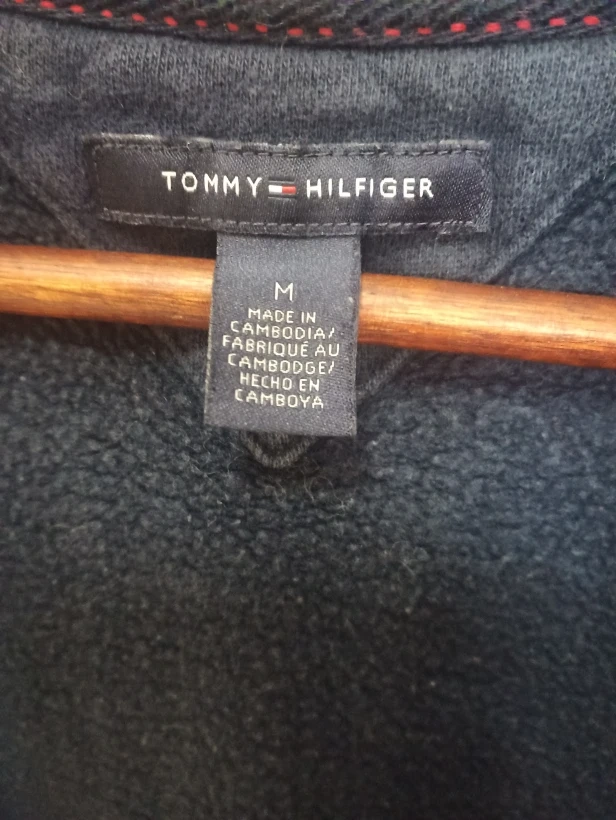 TOMMY HILFIGER
M
MADE IN
CAMBODIA/
FABRIQUÉ AU
CAMBODGE/
HECHO EN
CAMBOYA